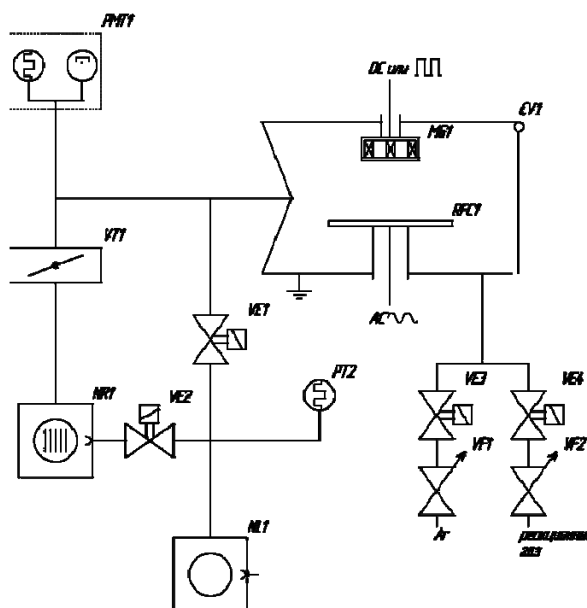 PMT1
DC или
CV1
MG1
RFC1
VT1
AC
VE1
VE3
VE4
PT2
VE2
NR1
VF1
VF2
Ar
газ
NL1